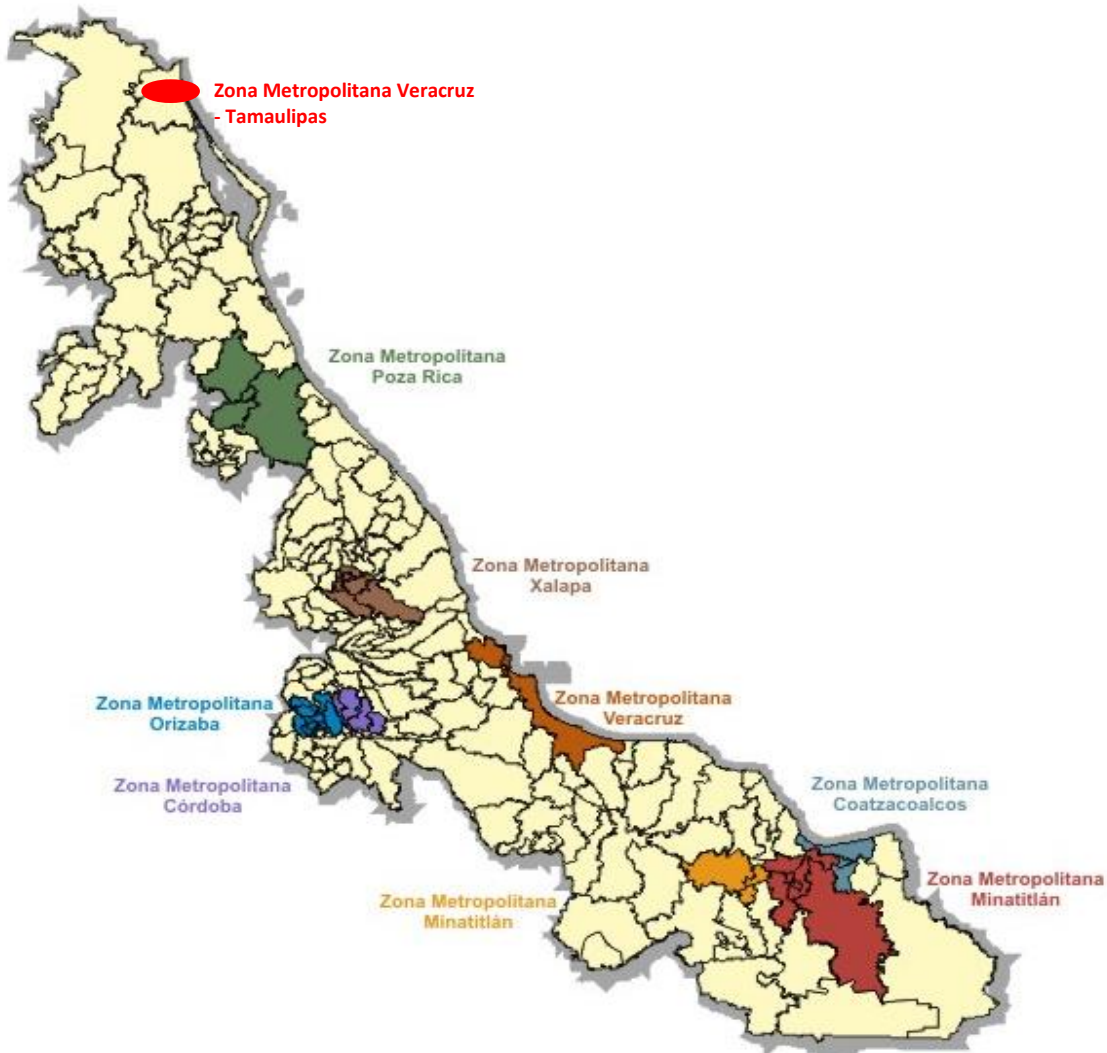 Zona Metropolitana Veracruz
- Tamaulipas
Zona Metropolitana
Poza Rica
Zona Metropolitana
Xalapa
Zona Metropolitana
Orizaba
Zona Metropolitana
Veracruz
Zona Metropolitana
Córdoba
Zona Metropolitana
Coatzacoalcos
Zona Metropolitana
Minatitlán
Zona Metropolitana
Minatitlán